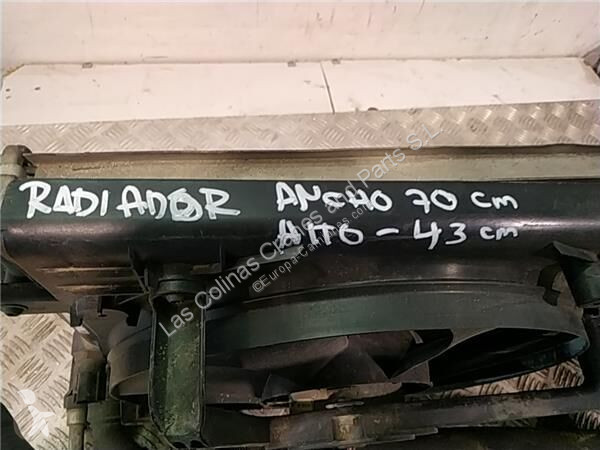 RADIADOR ANCHO 70 cm
ALTO - 43 cm
Las Colinas Cranes and Parts S.L.
©Europa-Camiones.com